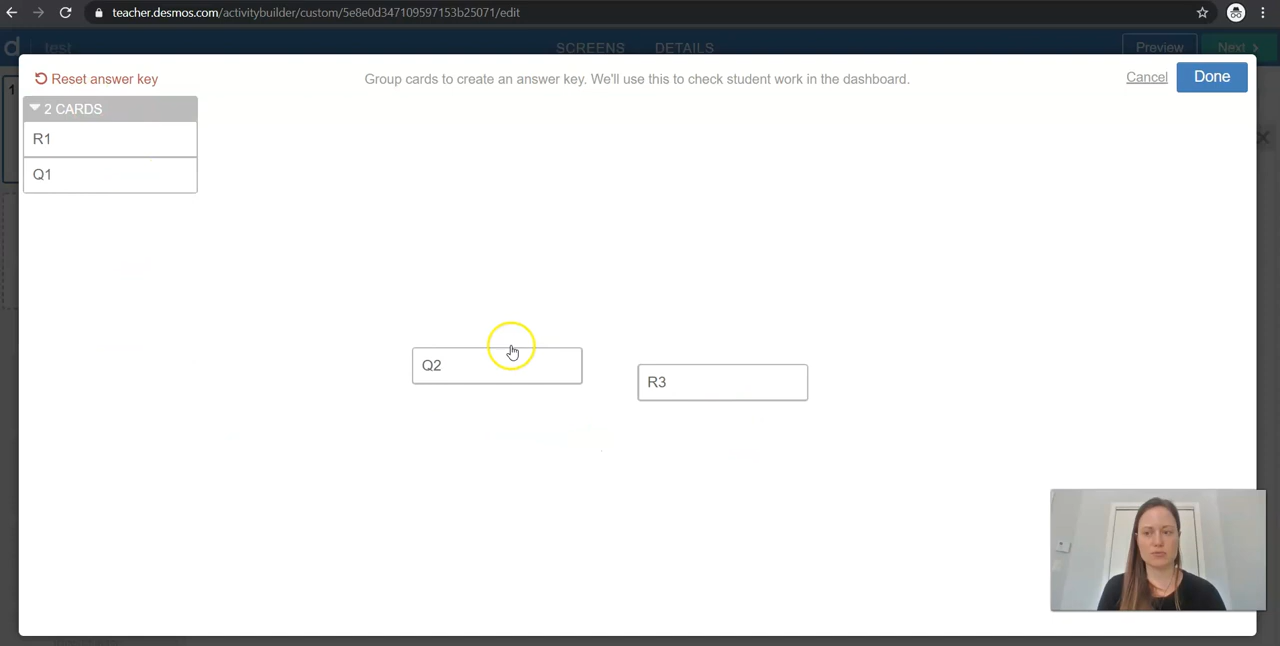 teacher.desmos.com/activitybuilder/custom/5e8e0d347109597153b25071/edit
d test SCREENS DETAILS Preview Next >
1
Reset answer key Group cards to create an answer key. We'll use this to check student work in the dashboard. Cancel Done
2 CARDS
R1
Q1
Q2
R3